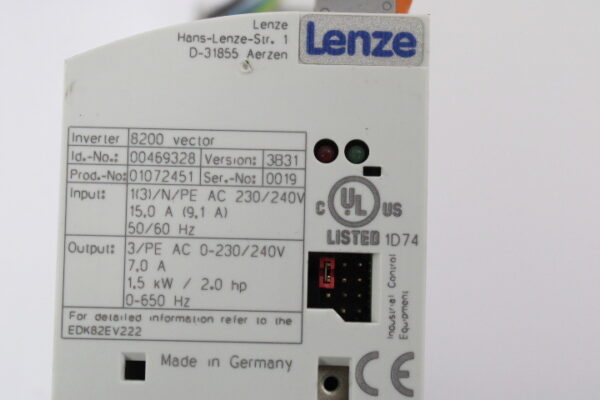 Lenze
Hans-Lenze-Str. 1
D-31855 Aerzen
Lenze
Inverter 8200 vector
Id.-No.: 00469328 Version: 3B31
Prod.-No: 01072451 Ser.-No: 0019
Input: 1(3)/N/PE AC 230/240V
15,0 A (9,1 A)
50/60 Hz
Output: 3/PE AC 0-230/240V
7,0 A
1,5 kW / 2.0 hp
0-650 Hz
For detailed information refer to the
EDK82EV222
Made in Germany
C UL US
LISTED 1D74
Industrial Control
Equipment
CE